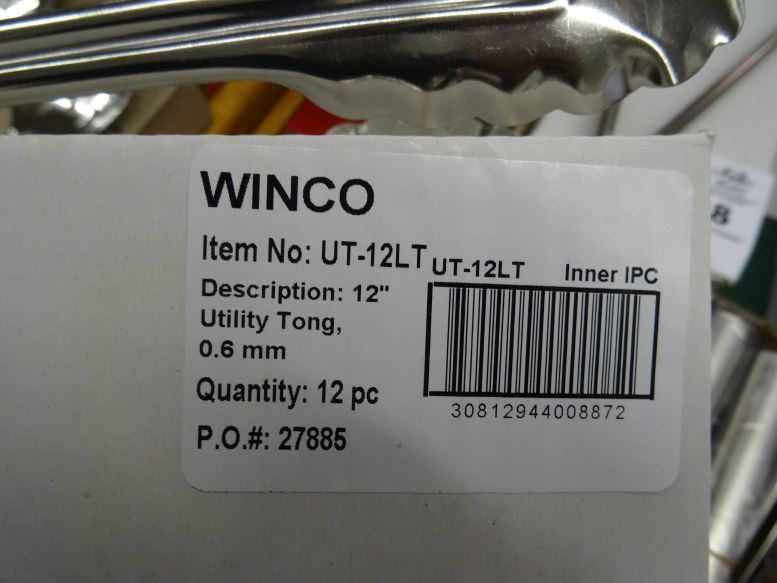 WINCO
Item No: UT-12LT
Description: 12"
Utility Tong,
0.6 mm
Quantity: 12 pc
P.O.#: 27885
UT-12LT Inner IPC
30812944008872
8